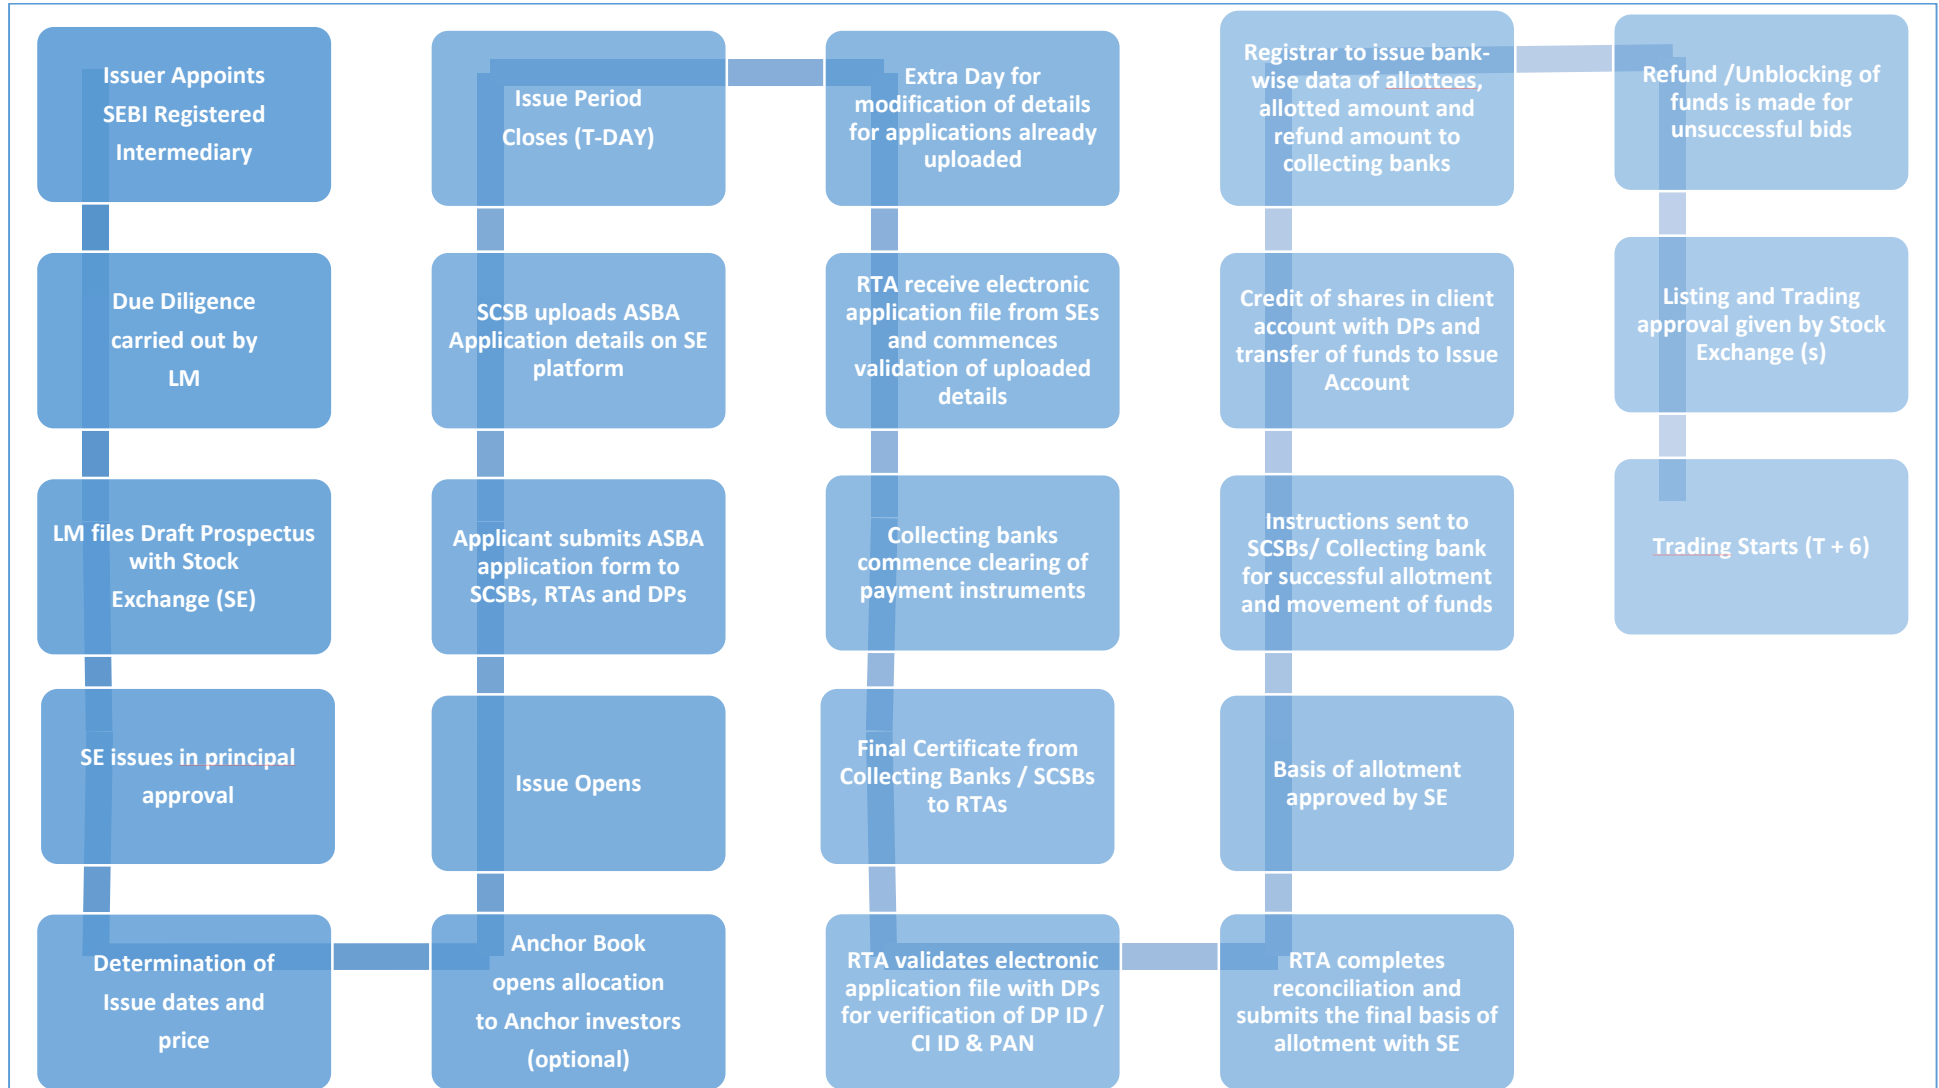 Issuer Appoints
SEBI Registered
Intermediary
Due Diligence
carried out by
LM
LM files Draft Prospectus
with Stock
Exchange (SE)
SE issues in principal
approval
Determination of
Issue dates and
price
Anchor Book
opens allocation
to Anchor investors
(optional)
Issue Opens
Applicant submits ASBA
application form to
SCSBs, RTAs and DPs
SCSB uploads ASBA
Application details on SE
platform
Issue Period
Closes (T-DAY)
Extra Day for
modification of details
for applications already
uploaded
RTA receive electronic
application file from SEs
and commences
validation of uploaded
details
Collecting banks
commence clearing of
payment instruments
Final Certificate from
Collecting Banks / SCSBs
to RTAs
RTA validates electronic
application file with DPs
for verification of DP ID /
CI ID & PAN
RTA completes
reconciliation and
submits the final basis of
allotment with SE
Basis of allotment
approved by SE
Instructions sent to
SCSBs/ Collecting bank
for successful allotment
and movement of funds
Credit of shares in client
account with DPs and
transfer of funds to Issue
Account
Registrar to issue bank-
wise data of allottees,
allotted amount and
refund amount to
collecting banks
Refund /Unblocking of
funds is made for
unsuccessful bids
Listing and Trading
approval given by Stock
Exchange (s)
Trading Starts (T + 6)